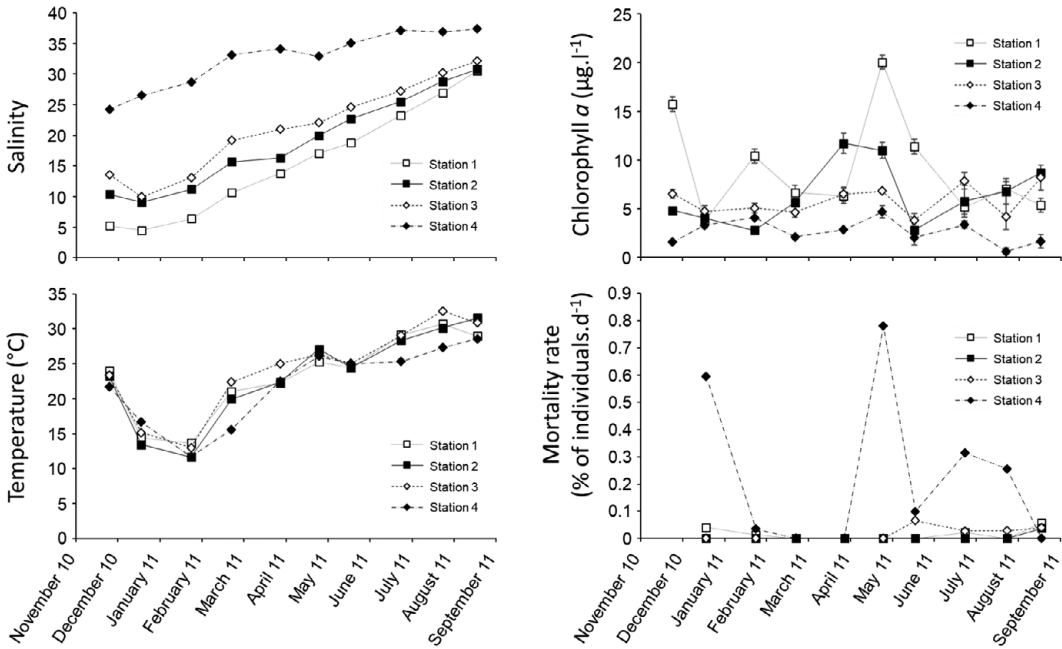 Salinity
40
35
30
25
20
15
10
5
0
Station 1
Station 2
Station 3
Station 4
Chlorophyll a (µg.l-1)
25
20
15
10
5
0
Station 1
Station 2
Station 3
Station 4
Temperature (°C)
35
30
25
20
15
10
5
0
Station 1
Station 2
Station 3
Station 4
November 10
December 10
January 11
February 11
March 11
April 11
May 11
June 11
July 11
August 11
September 11
Mortality rate
(% of individuals.d-1)
0.9
0.8
0.7
0.6
0.5
0.4
0.3
0.2
0.1
0
Station 1
Station 2
Station 3
Station 4
November 10
December 10
January 11
February 11
March 11
April 11
May 11
June 11
July 11
August 11
September 11